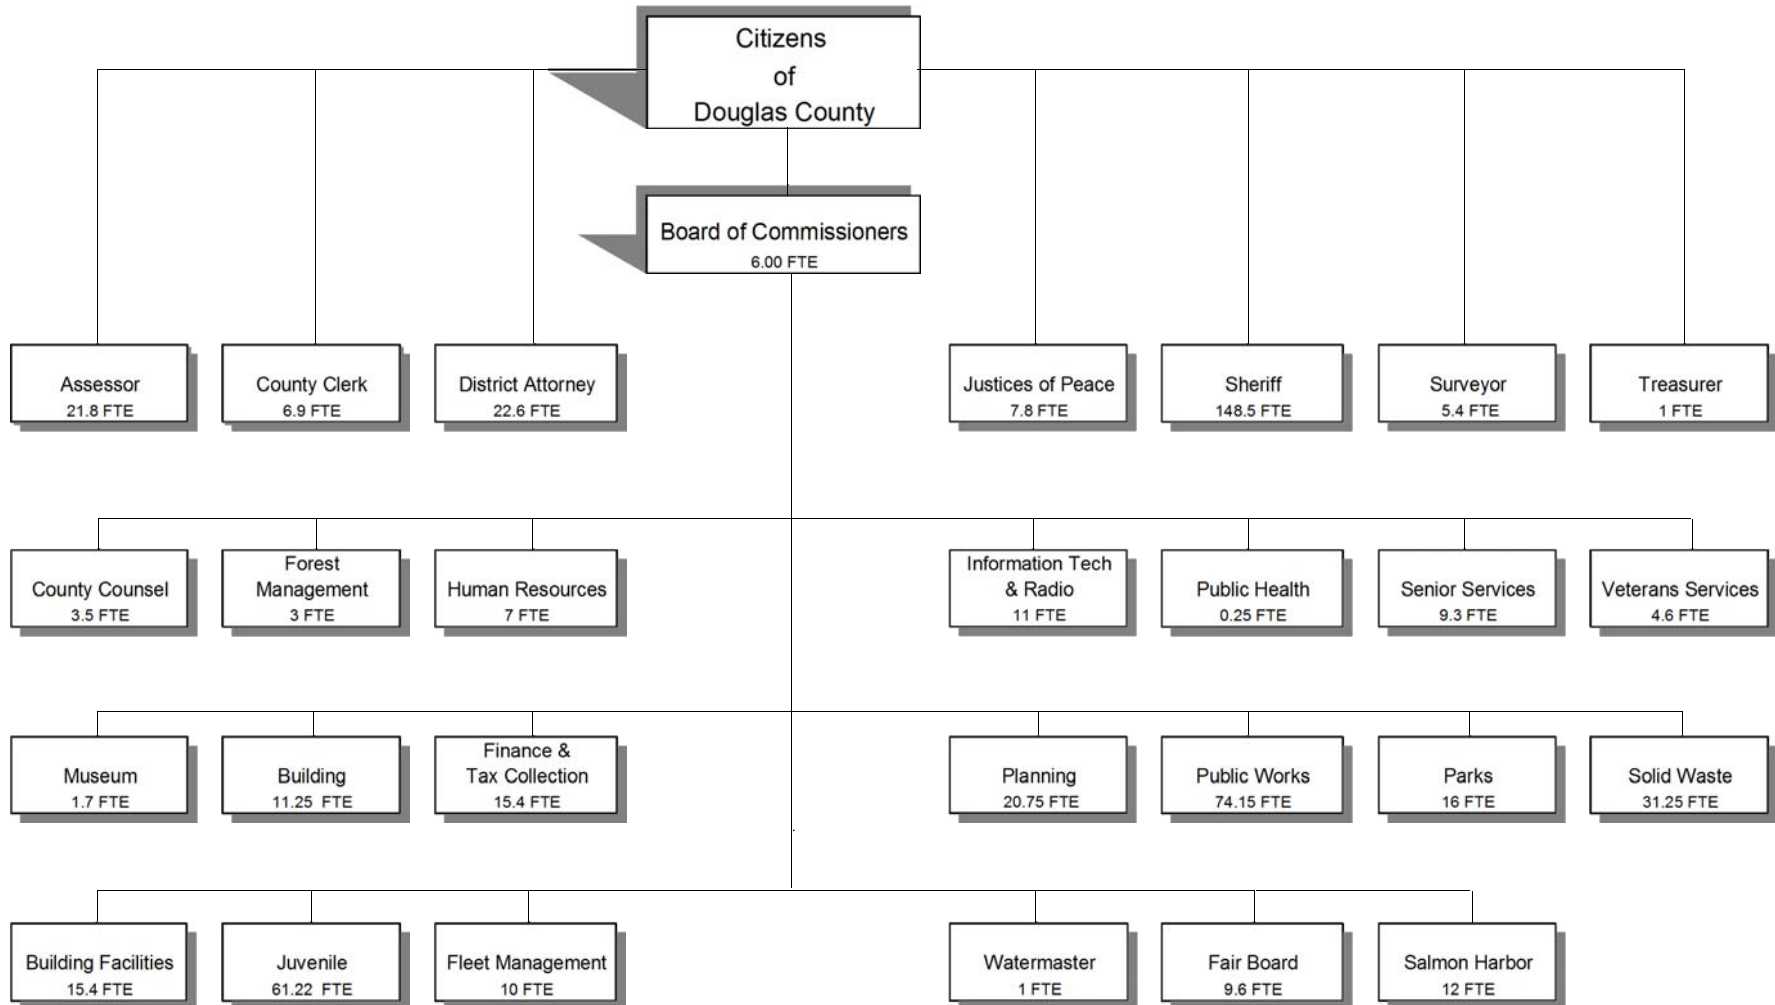 Citizens
of
Douglas County
Board of Commissioners
6.00 FTE
Assessor
21.8 FTE
County Clerk
6.9 FTE
District Attorney
22.6 FTE
Justices of Peace
7.8 FTE
Sheriff
148.5 FTE
Surveyor
5.4 FTE
Treasurer
1 FTE
County Counsel
3.5 FTE
Forest
Management
3 FTE
Human Resources
7 FTE
Information Tech
& Radio
11 FTE
Public Health
0.25 FTE
Senior Services
9.3 FTE
Veterans Services
4.6 FTE
Museum
1.7 FTE
Building
11.25 FTE
Finance &
Tax Collection
15.4 FTE
Planning
20.75 FTE
Public Works
74.15 FTE
Parks
16 FTE
Solid Waste
31.25 FTE
Building Facilities
15.4 FTE
Juvenile
61.22 FTE
Fleet Management
10 FTE
Watermaster
1 FTE
Fair Board
9.6 FTE
Salmon Harbor
12 FTE